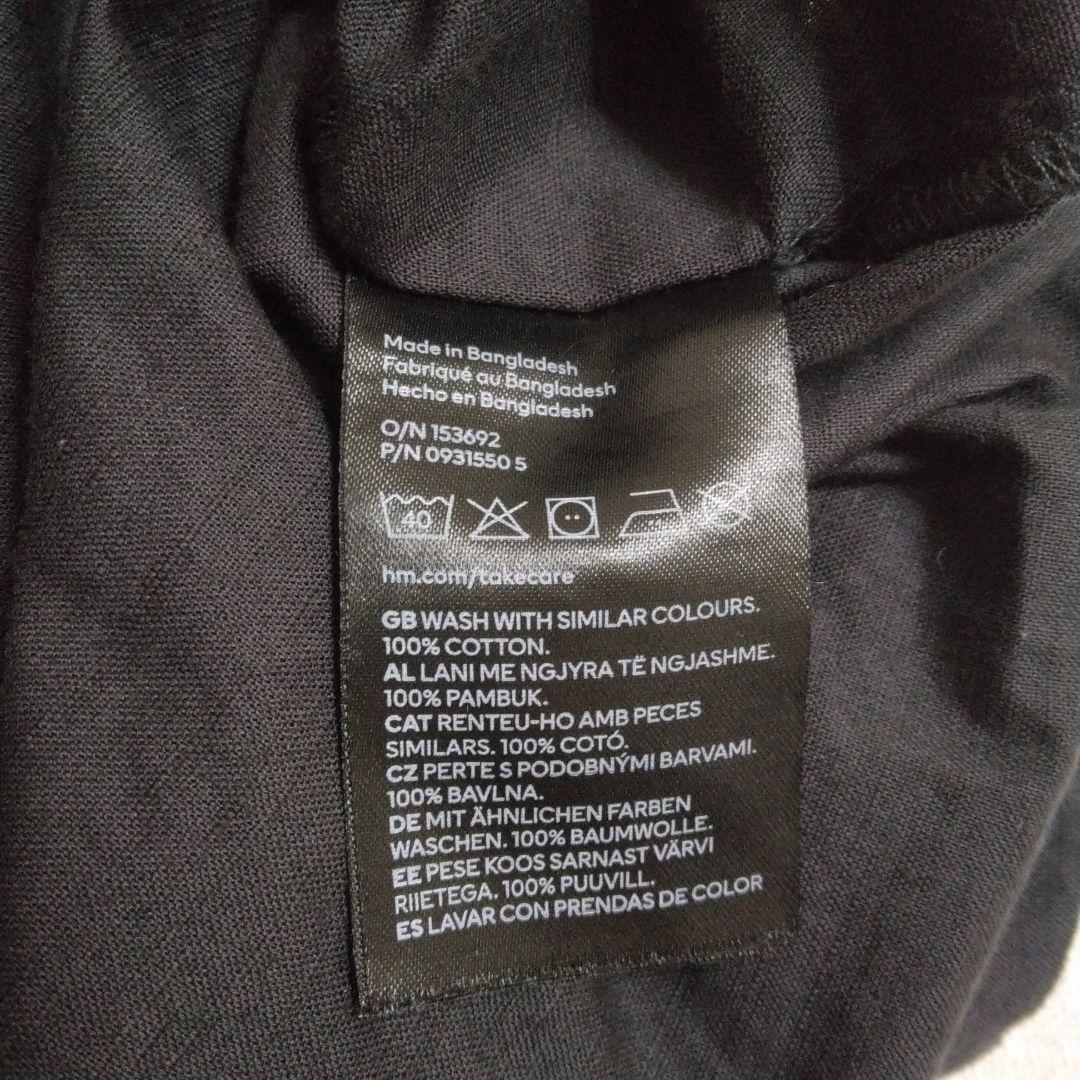 Made in Bangladesh
Fabriqué au Bangladesh
Hecho en Bangladesh
O/N 153692
P/N 0931550 5
40
hm.com/takecare
GB WASH WITH SIMILAR COLOURS.
100% COTTON.
AL LANI ME NGJYRA TË NGJASHME.
100% PAMBUK.
CAT RENTEU-HO AMB PECES
SIMILARS. 100% COTÓ.
CZ PERTE S PODOBNÝMI BARVAMI.
100% BAVLNA.
DE MIT ÄHNLICHEN FARBEN
WASCHEN. 100% BAUMWOLLE.
EE PESE KOOS SARNAST VÄRVI
RIIETEGA. 100% PUUVILL.
ES LAVAR CON PRENDAS DE COLOR